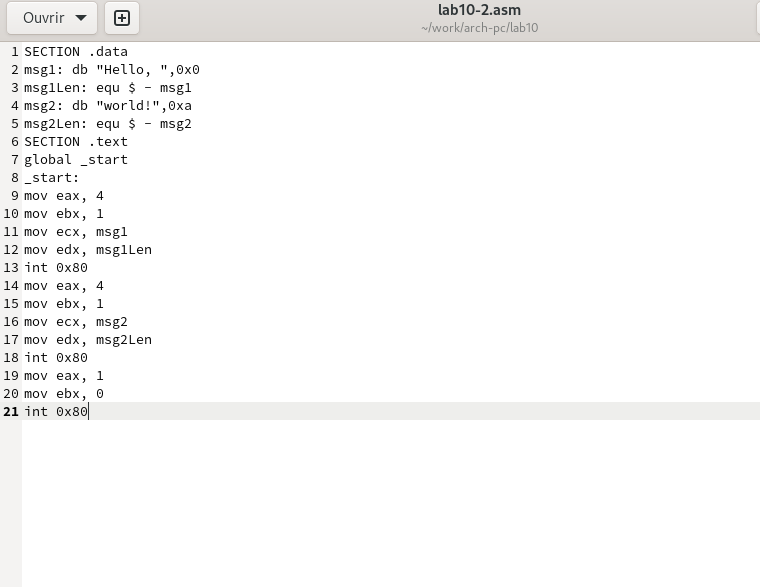 Ouvrir
lab10-2.asm
~/work/arch-pc/lab10
1 SECTION .data
2 msg1: db "Hello, ",0x0
3 msg1Len: equ $ - msg1
4 msg2: db "world!",0xa
5 msg2Len: equ $ - msg2
6 SECTION .text
7 global _start
8 _start:
9 mov eax, 4
10 mov ebx, 1
11 mov ecx, msg1
12 mov edx, msg1Len
13 int 0x80
14 mov eax, 4
15 mov ebx, 1
16 mov ecx, msg2
17 mov edx, msg2Len
18 int 0x80
19 mov eax, 1
20 mov ebx, 0
21 int 0x80